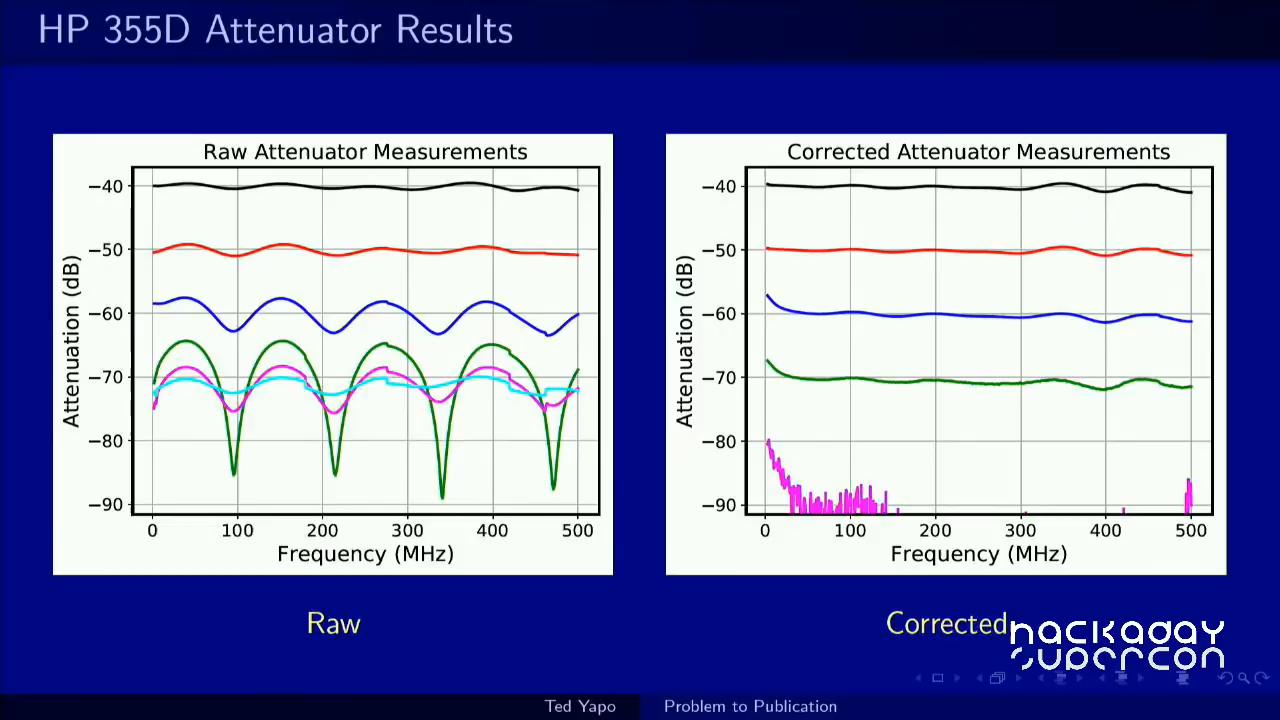 HP 355D Attenuator Results
Raw Attenuator Measurements
−40
−50
−60
−70
−80
−90
Attenuation (dB)
0 100 200 300 400 500
Frequency (MHz)
Corrected Attenuator Measurements
−40
−50
−60
−70
−80
−90
Attenuation (dB)
0 100 200 300 400 500
Frequency (MHz)
Raw
Corrected
hackaday
supercon
Ted Yapo
Problem to Publication